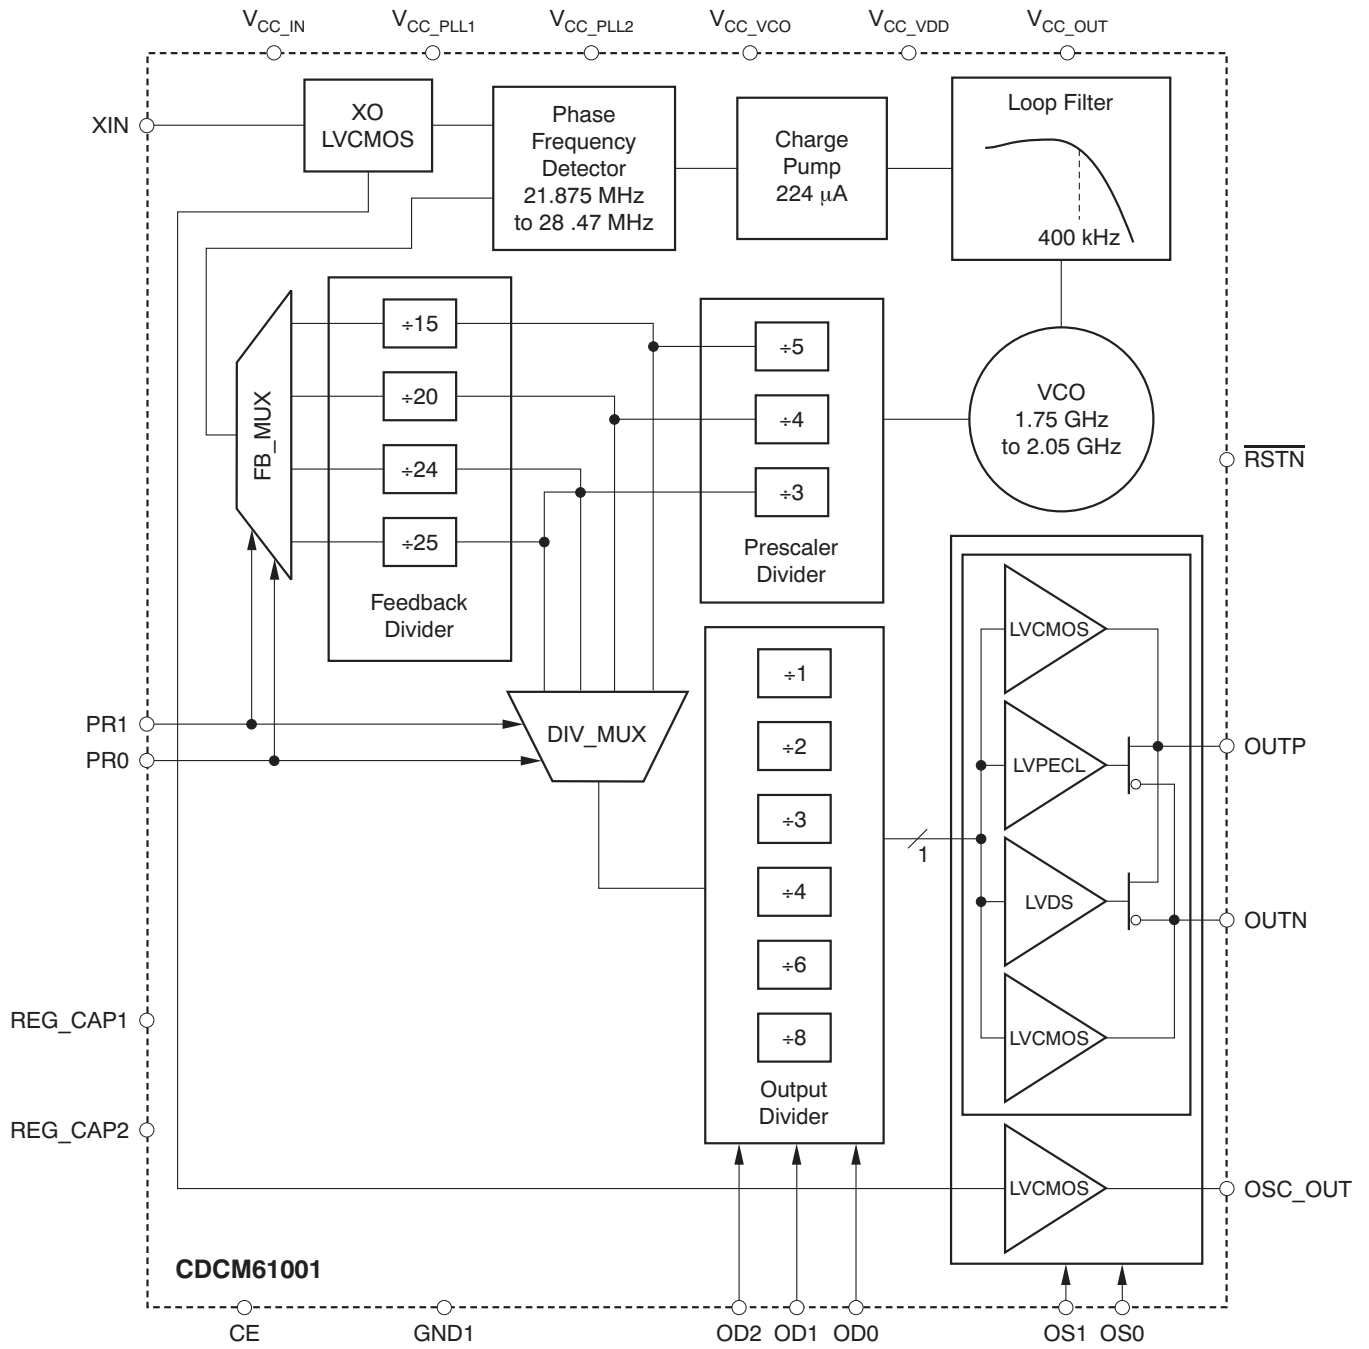 VCC_IN
VCC_PLL1
VCC_PLL2
VCC_VCO
VCC_VDD
VCC_OUT
XIN
XO
LVCMOS
Phase
Frequency
Detector
21.875 MHz
to 28 .47 MHz
Charge
Pump
224 μA
Loop Filter
400 kHz
FB_MUX
÷15
÷20
÷24
÷25
Feedback
Divider
÷5
÷4
÷3
Prescaler
Divider
VCO
1.75 GHz
to 2.05 GHz
RSTN
PR1
PR0
DIV_MUX
÷1
÷2
÷3
÷4
÷6
÷8
Output
Divider
1
LVCMOS
LVPECL
LVDS
LVCMOS
LVCMOS
OUTP
OUTN
OSC_OUT
REG_CAP1
REG_CAP2
CDCM61001
CE
GND1
OD2
OD1
OD0
OS1
OS0